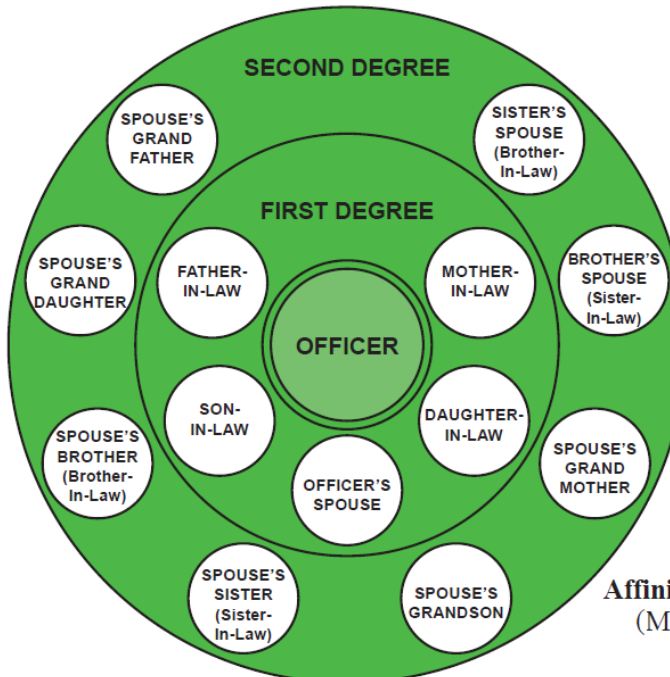 SECOND DEGREE
SPOUSE'S
GRAND
FATHER
SISTER'S
SPOUSE
(Brother-
In-Law)
FIRST DEGREE
SPOUSE'S
GRAND
DAUGHTER
FATHER-
IN-LAW
MOTHER-
IN-LAW
BROTHER'S
SPOUSE
(Sister-
In-Law)
OFFICER
SON-
IN-LAW
DAUGHTER-
IN-LAW
SPOUSE'S
BROTHER
(Brother-
In-Law)
OFFICER'S
SPOUSE
SPOUSE'S
GRAND
MOTHER
SPOUSE'S
SISTER
(Sister-
In-Law)
SPOUSE'S
GRANDSON